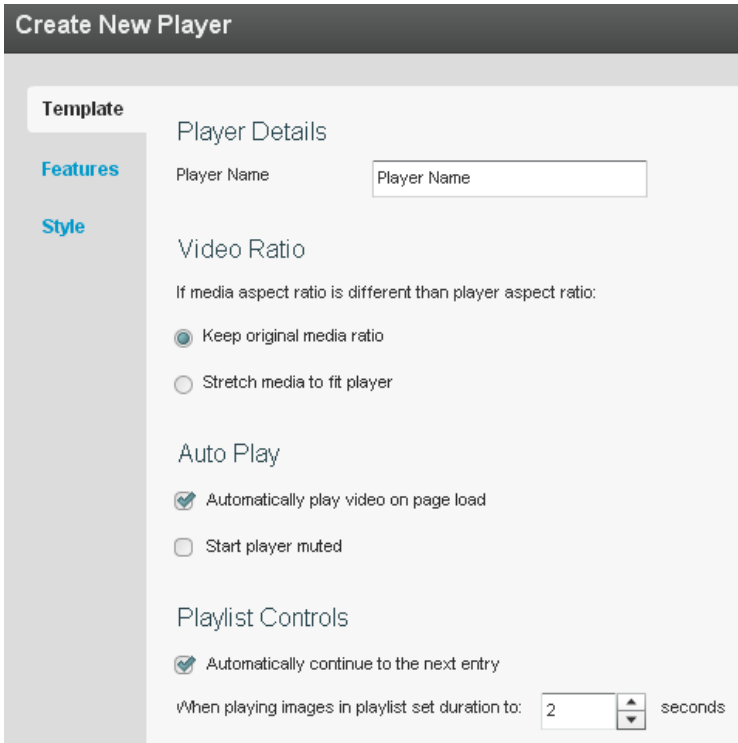 Create New Player
Template
Features
Style
Player Details
Player Name Player Name
Video Ratio
If media aspect ratio is different than player aspect ratio:
Keep original media ratio
Stretch media to fit player
Auto Play
Automatically play video on page load
Start player muted
Playlist Controls
Automatically continue to the next entry
When playing images in playlist set duration to: 2 seconds